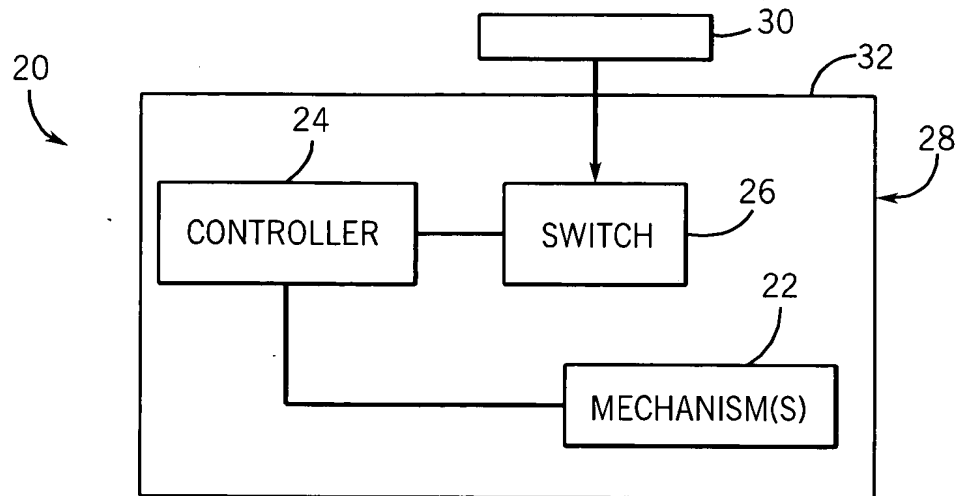 30
20
32
24
28
26
CONTROLLER
SWITCH
22
MECHANISM(S)